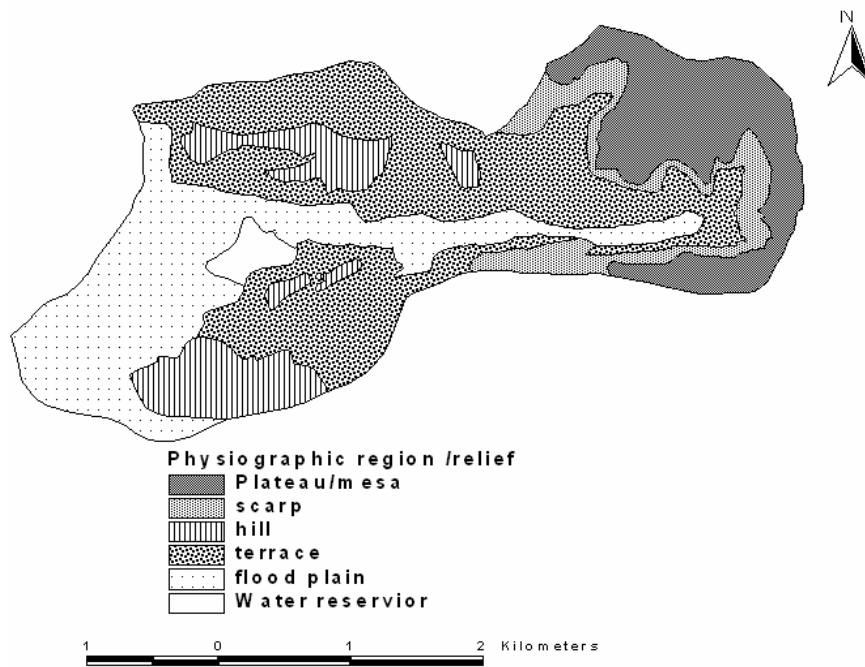 N
Physiographic region /relief
Plateau/mesa
scarp
hill
terrace
flood plain
Water reservior
1 0 1 2 Kilometers